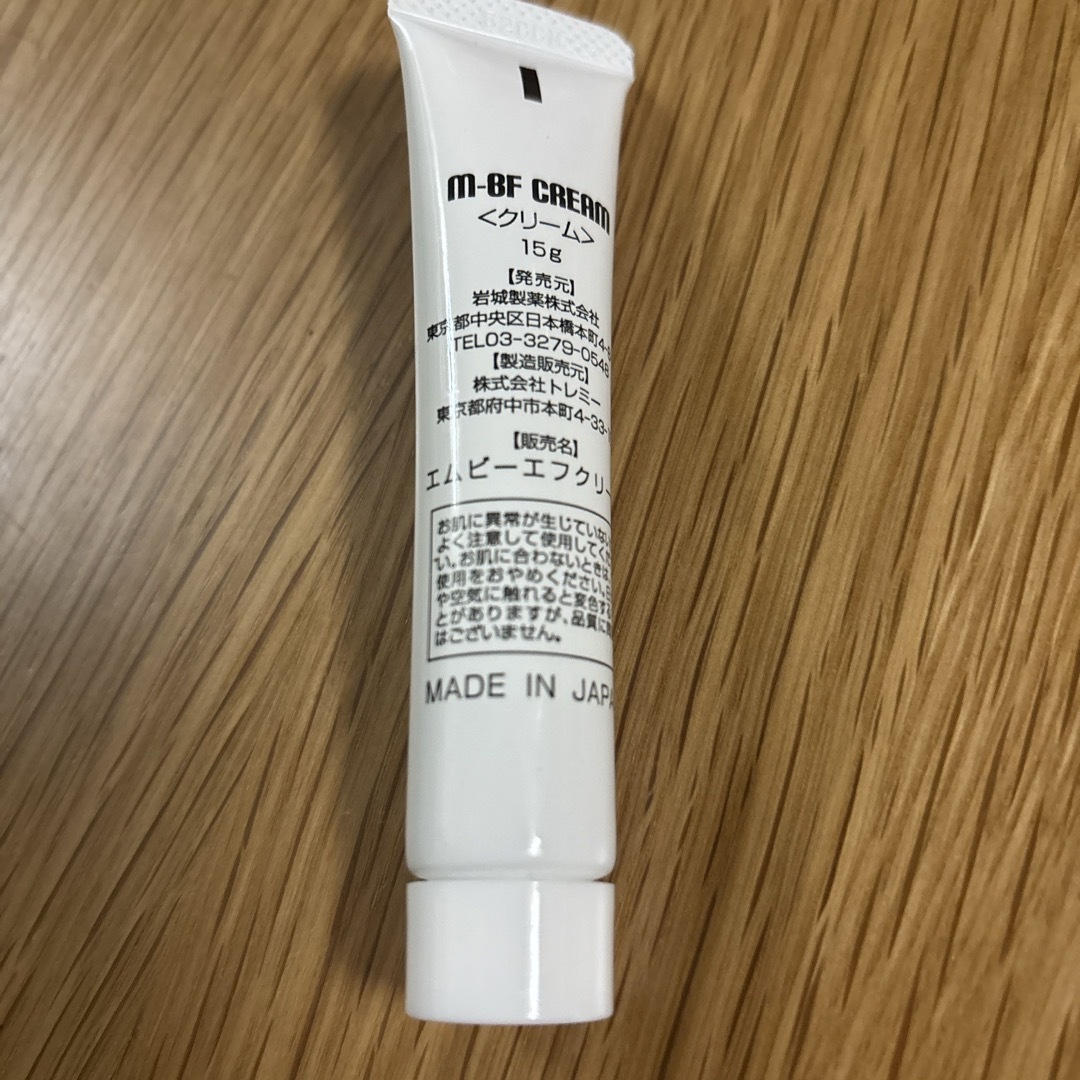 M-BF CREAM
<クリーム>
15g
【発売元】
岩城製薬株式会社
東京都中央区日本橋本町4-8
TEL03-3279-0548
【製造販売元】
株式会社トレミー
東京都府中市本町4-33-
【販売名】
エムビーエフクリー
お肌に異常が生じていない
よく注意して使用してくだ
い。お肌に合わないときは、
使用をおやめください。日
や空気に触れると変色する
とがありますが、品質に
はございません。
MADE IN JAPA